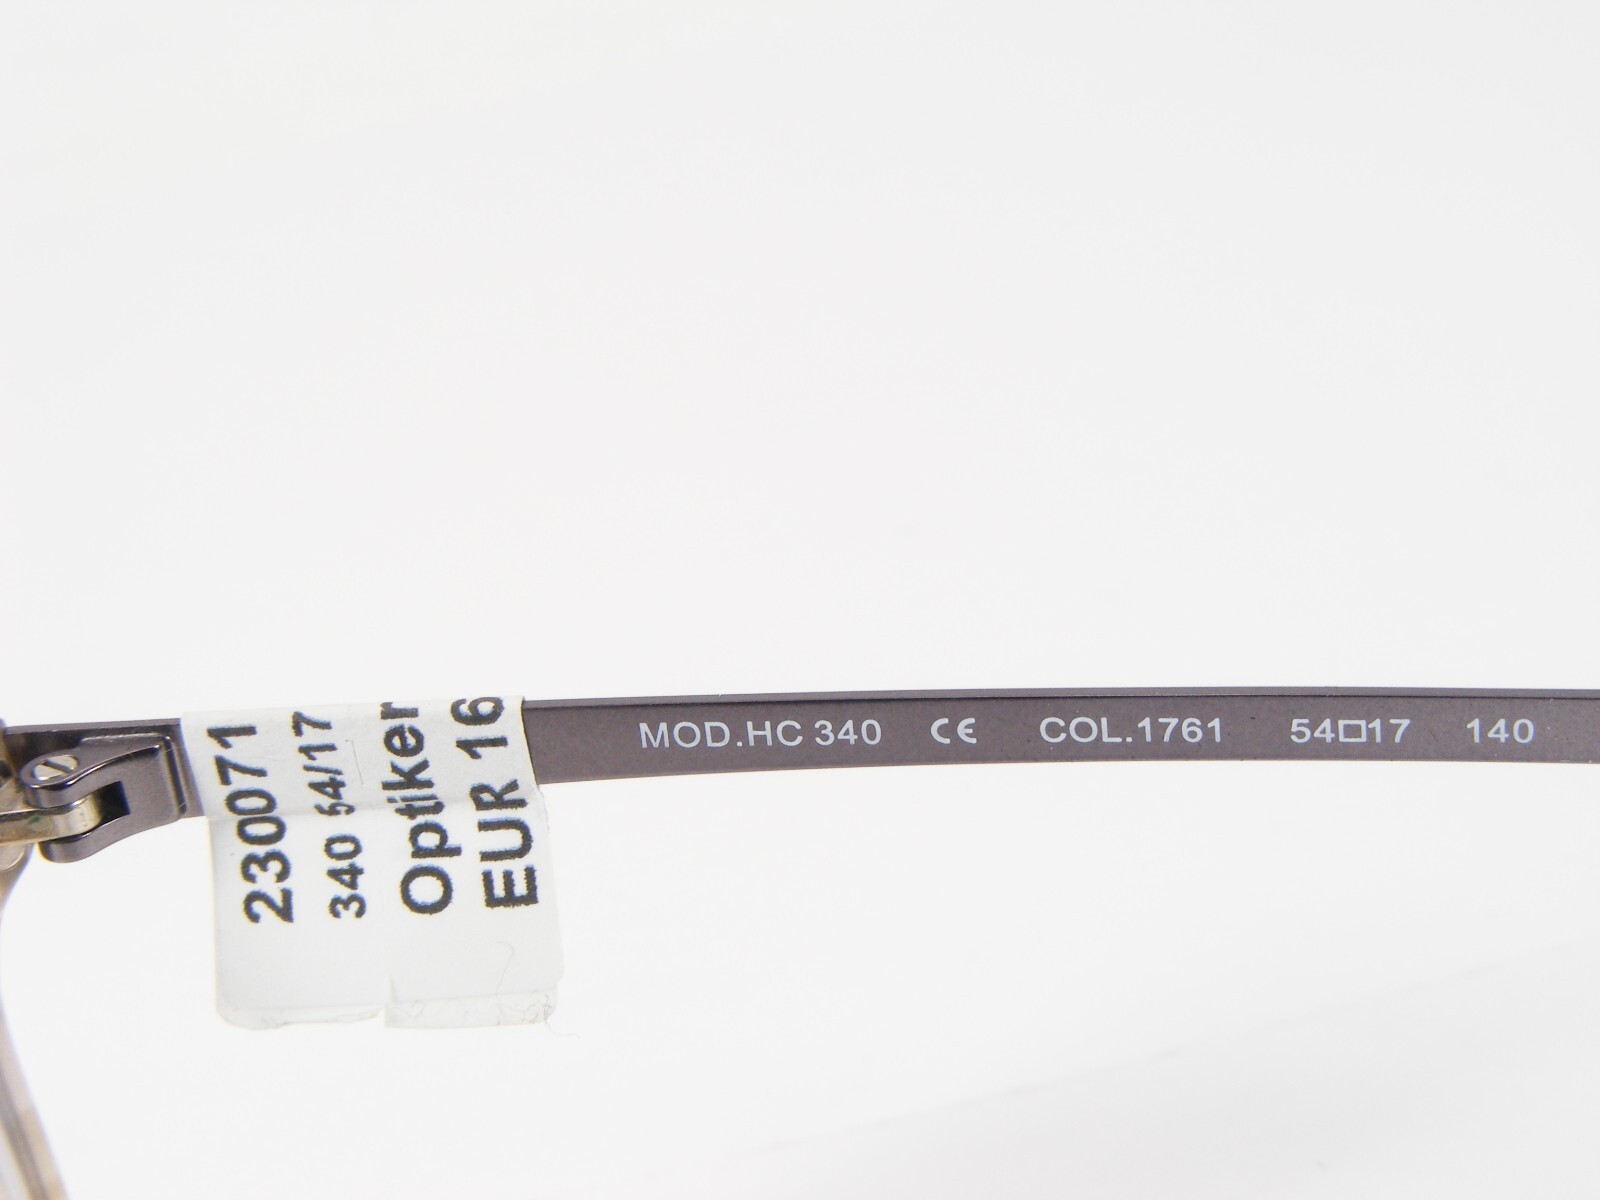 230071
340 54/17
Optiker
EUR 16
MOD.HC 340 CE COL.1761 54□17 140